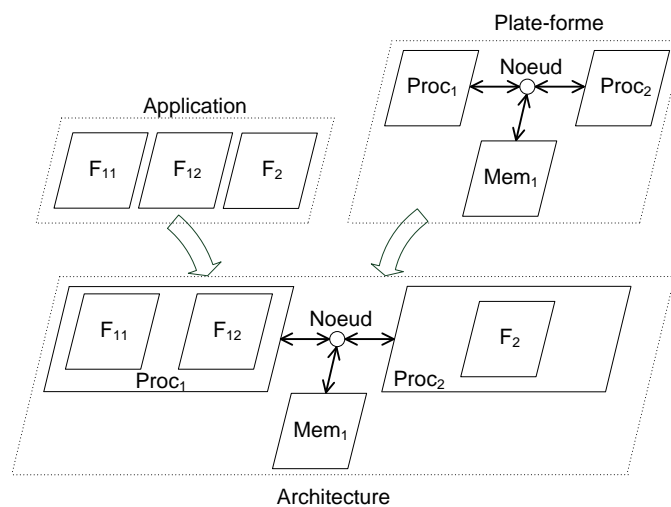 Plate-forme
Proc₁
Noeud
Proc₂
Mem₁
Application
F₁₁
F₁₂
F₂
F₁₁
F₁₂
Proc₁
Noeud
F₂
Proc₂
Mem₁
Architecture